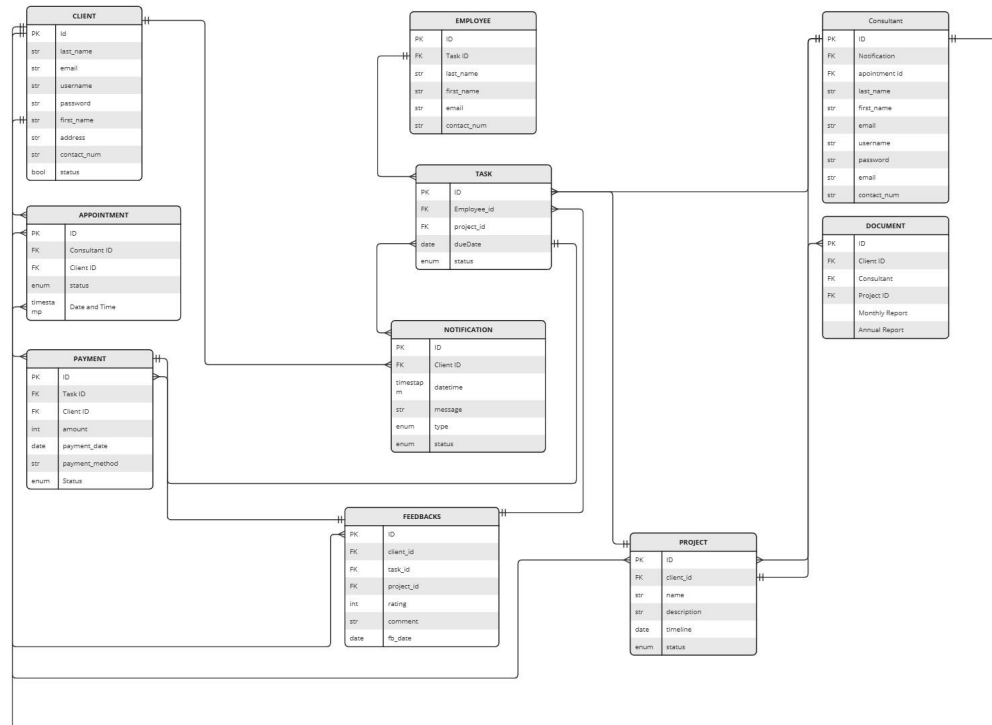 CLIENT
PK Id
str last_name
str email
str username
str password
str first_name
str address
str contact_num
bool status
APPOINTMENT
PK ID
FK Consultant ID
FK Client ID
enum status
timesta
mp Date and Time
PAYMENT
PK ID
FK Task ID
FK Client ID
int amount
date payment_date
str payment_method
enum Status
EMPLOYEE
PK ID
FK Task ID
str last_name
str first_name
str email
str contact_num
TASK
PK ID
FK Employee_id
FK project_id
date dueDate
enum status
NOTIFICATION
PK ID
FK Client ID
timestap
m datetime
str message
enum type
enum status
FEEDBACKS
PK ID
FK client_id
FK task_id
FK project_id
int rating
str comment
date fb_date
Consultant
PK ID
FK Notification
FK apointment id
str last_name
str first_name
str email
str username
str password
str email
str contact_num
DOCUMENT
PK ID
FK Client ID
FK Consultant
FK Project ID
Monthly Report
Annual Report
PROJECT
PK ID
FK client_id
str name
str description
date timeline
enum status